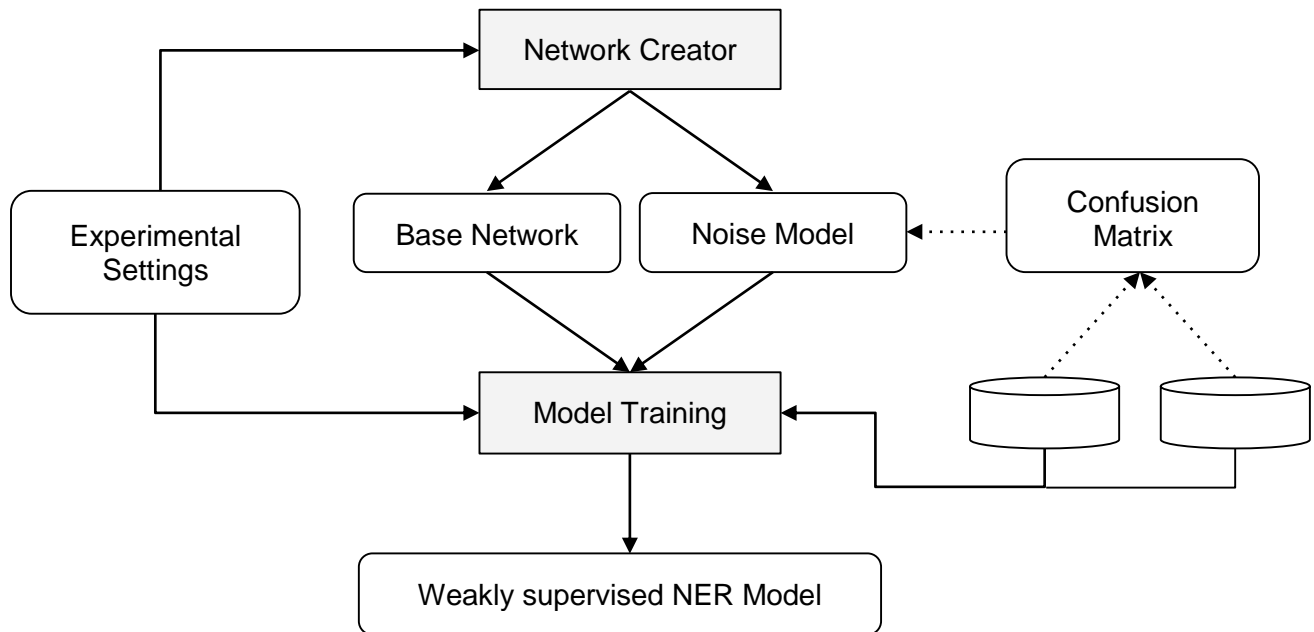 Network Creator
Experimental
Settings
Base Network
Noise Model
Confusion
Matrix
Model Training
Weakly supervised NER Model